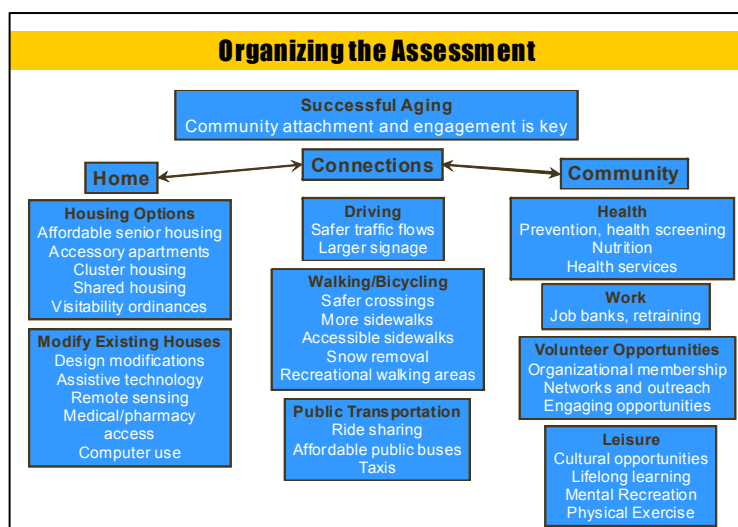 Organizing the Assessment
Successful Aging
Community attachment and engagement is key
Home
Connections
Community
Housing Options
Affordable senior housing
Accessory apartments
Cluster housing
Shared housing
Visitability ordinances
Modify Existing Houses
Design modifications
Assistive technology
Remote sensing
Medical/pharmacy
access
Computer use
Driving
Safer traffic flows
Larger signage
Walking/Bicycling
Safer crossings
More sidewalks
Accessible sidewalks
Snow removal
Recreational walking areas
Public Transportation
Ride sharing
Affordable public buses
Taxis
Health
Prevention, health screening
Nutrition
Health services
Work
Job banks, retraining
Volunteer Opportunities
Organizational membership
Networks and outreach
Engaging opportunities
Leisure
Cultural opportunities
Lifelong learning
Mental Recreation
Physical Exercise